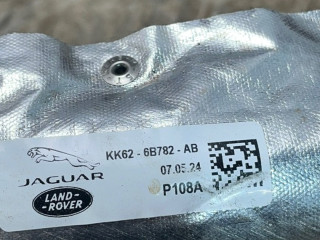 KK62 - 6B782 - AB
07.05.24
JAGUAR
P108A
LAND-
ROVER